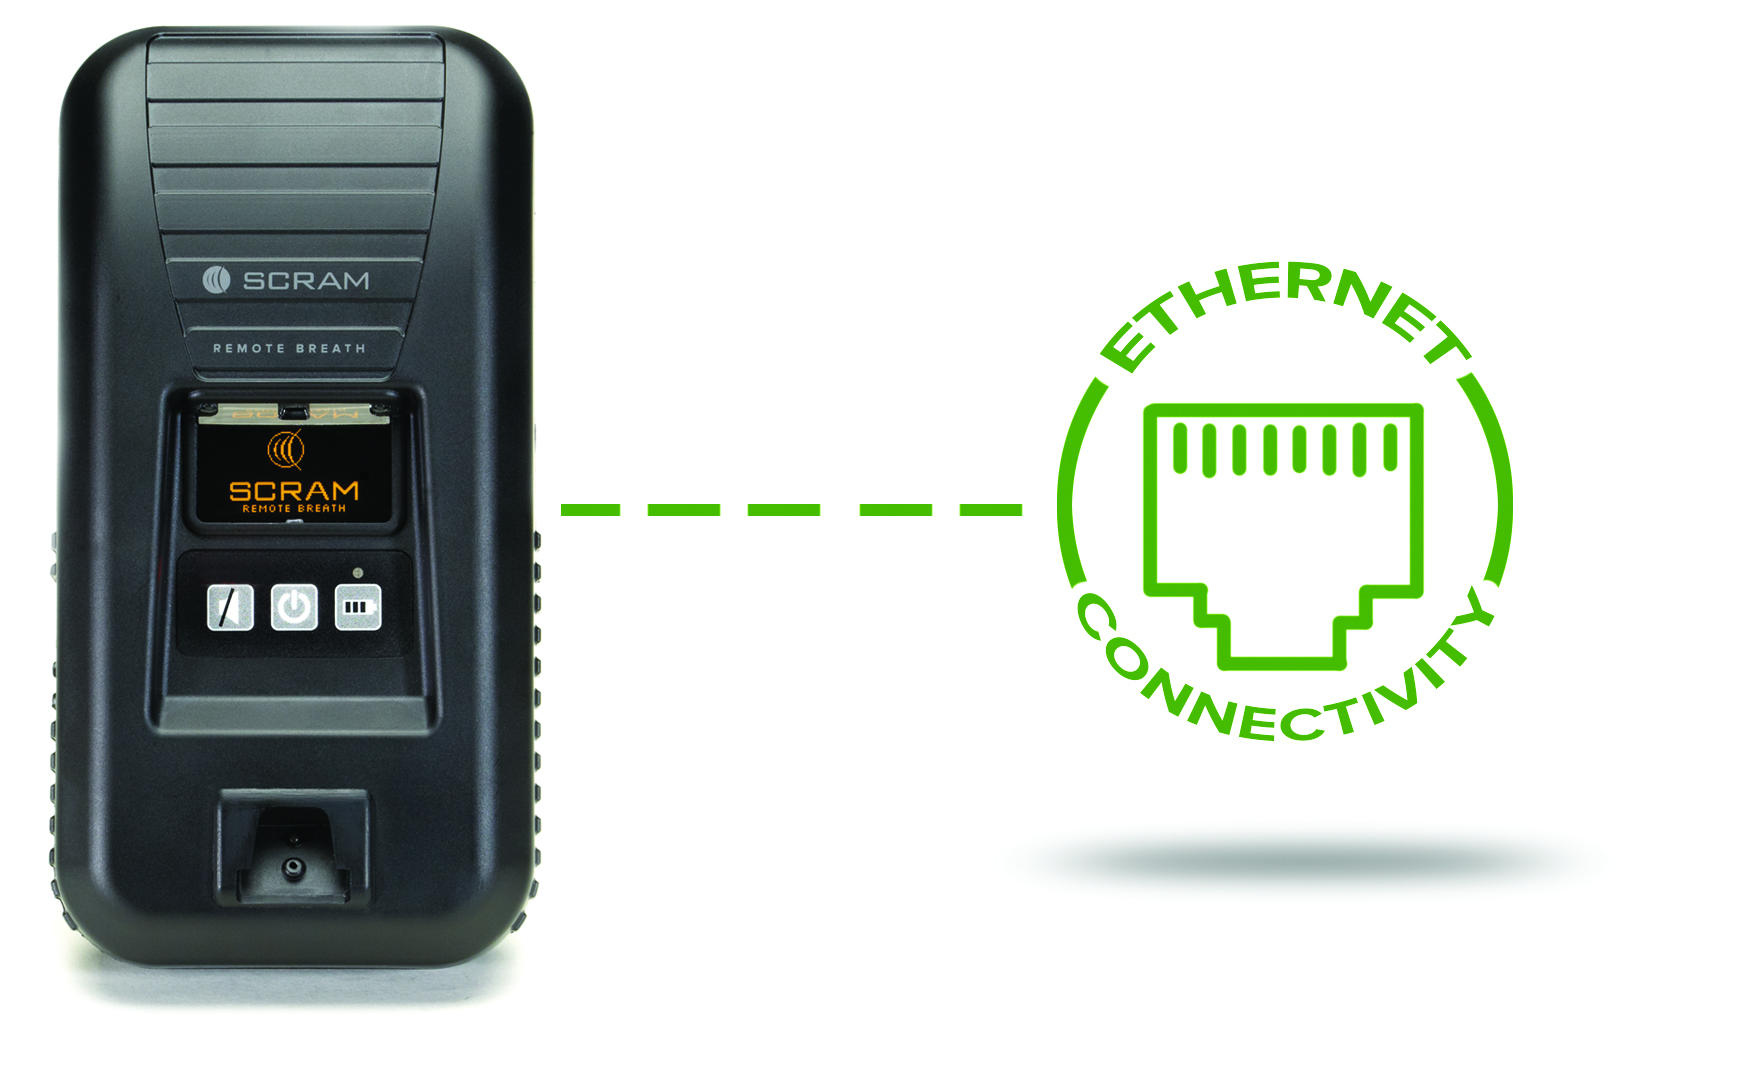 SCRAM
REMOTE BREATH
SCRAM
REMOTE BREATH
ETHERNET
CONNECTIVITY